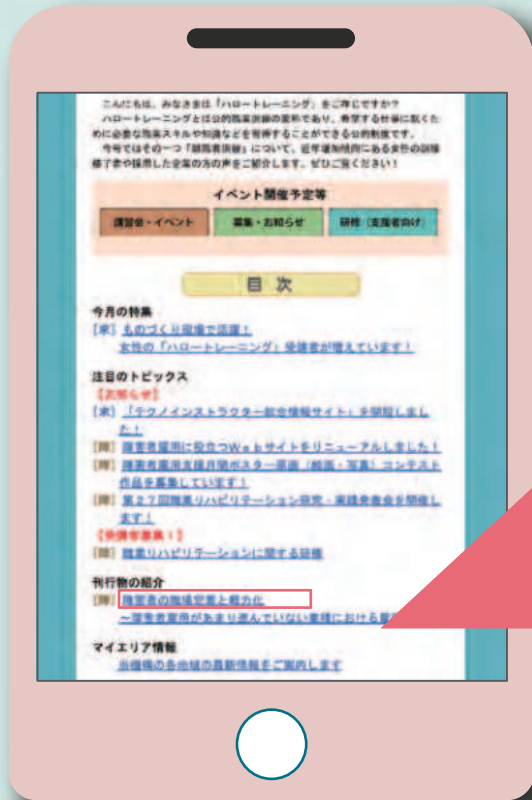 こんにちは、みなさまは「ハロートレーニング」をご存じですか？
ハロートレーニングとは公的職業訓練の愛称であり、希望する仕事に就くた
めに必要な職業スキルや知識などを習得することができる公的制度です。
今号ではその一つ「離職者訓練」について、近年増加傾向にある女性の訓練
修了者や採用した企業の方の声をご紹介します。ぜひご覧ください！
イベント開催予定等
講習会・イベント 募集・お知らせ 研修（支援者向け）
目 次
今月の特集
［求］ものづくり現場で活躍！
女性の「ハロートレーニング」受講者が増えています！
注目のトピックス
【お知らせ】
［求］「テクノインストラクター総合情報サイト」を開設しまし
た！
［障］障害者雇用に役立つWebサイトをリニューアルしました！
［障］障害者雇用支援月間ポスター原画（絵画・写真）コンテスト
作品を募集しています！
［障］第２７回職業リハビリテーション研究・実践発表会を開催し
ます！
【受講者募集！】
［障］職業リハビリテーションに関する研修
刊行物の紹介
［障］障害者の職場定着と戦力化
～障害者雇用があまり進んでいない業種における
マイエリア情報
当機構の各地域の最新情報をご案内します